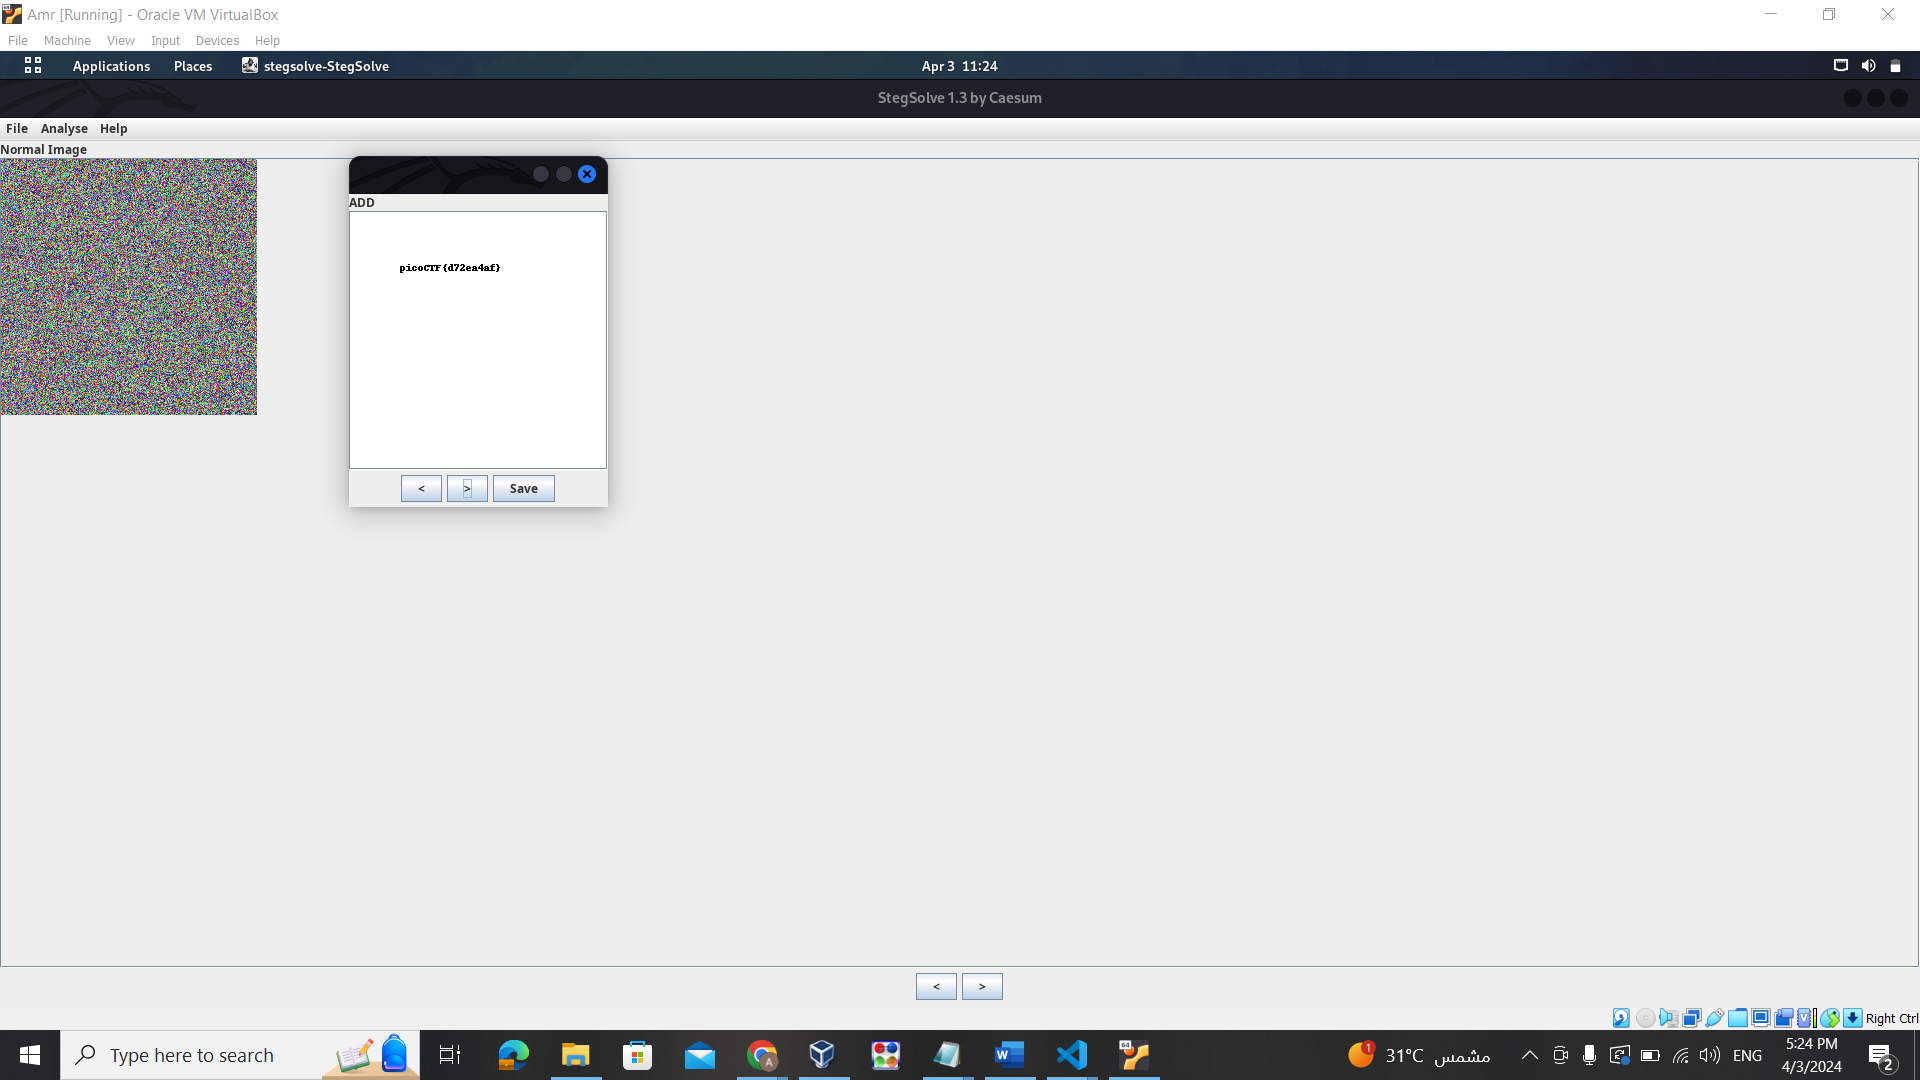 Amr [Running] - Oracle VM VirtualBox
File Machine View Input Devices Help
Applications Places stegsolve-StegSolve Apr 3 11:24
StegSolve 1.3 by Caesum
File Analyse Help
Normal Image
ADD
picoCTF{d72ea4af}
< > Save
< >
Right Ctrl
Type here to search
1
31°C مشمس
ENG
5:24 PM
4/3/2024
2